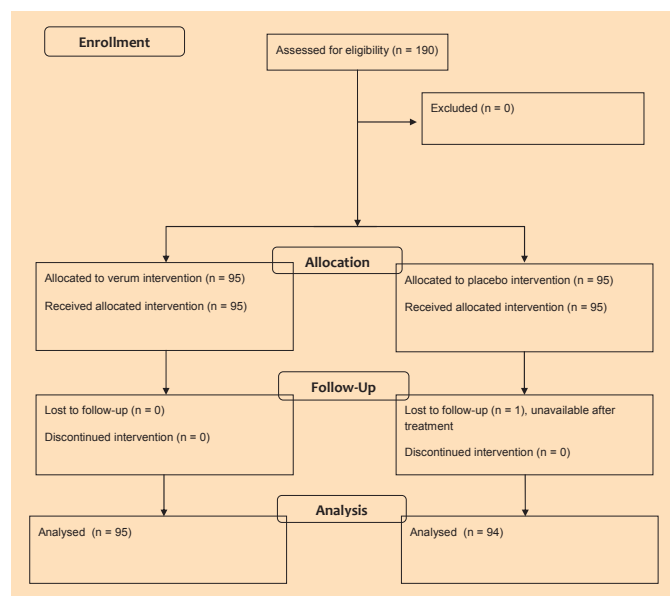 Enrollment
Assessed for eligibility (n = 190)
Excluded (n = 0)
Allocation
Allocated to verum intervention (n = 95)
Received allocated intervention (n = 95)
Allocated to placebo intervention (n = 95)
Received allocated intervention (n = 95)
Follow-Up
Lost to follow-up (n = 0)
Discontinued intervention (n = 0)
Lost to follow-up (n = 1), unavailable after
treatment
Discontinued intervention (n = 0)
Analysis
Analysed (n = 95)
Analysed (n = 94)